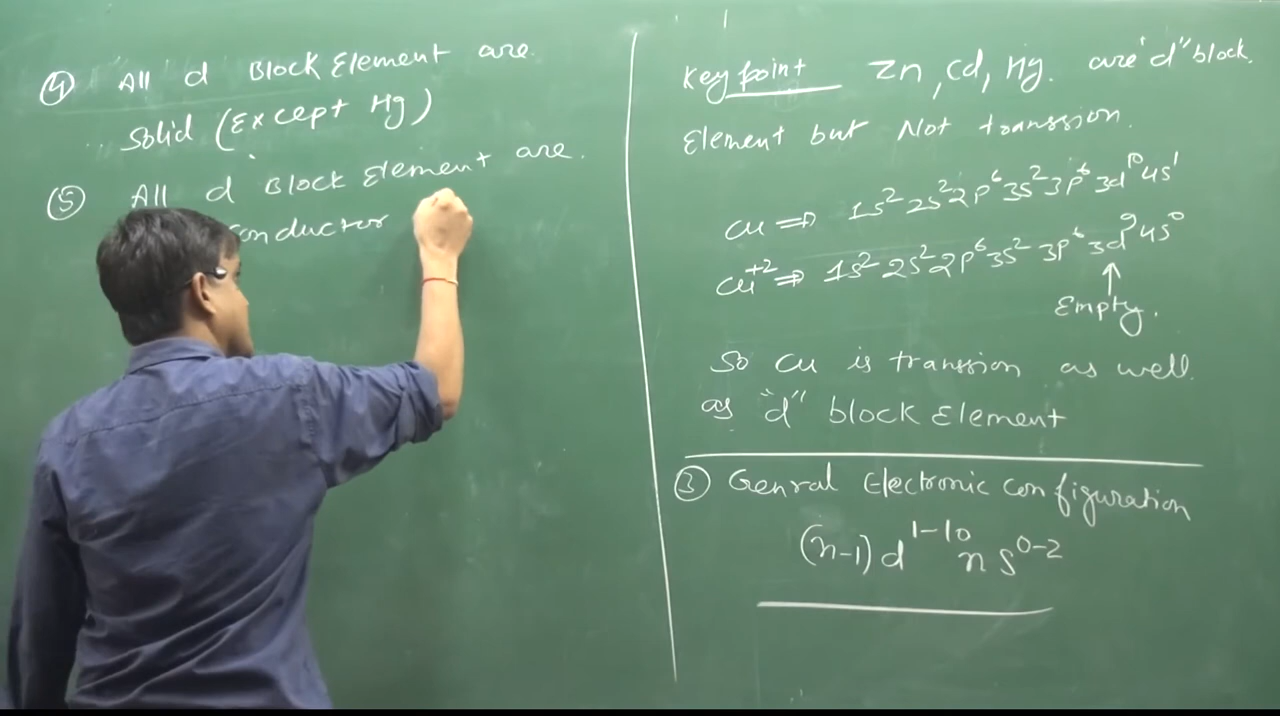 ④ All d Block Element are.
Solid (Except Hg)
⑤ All d Block Element are.
onductor
Key point Zn, Cd, Hg. are "d" block.
Element but Not transsion.
Cu ⇒ 1s² 2s² 2p⁶ 3s² 3p⁶ 3d¹⁰ 4s¹
Cu⁺² ⇒ 1s² 2s² 2p⁶ 3s² 3p⁶ 3d⁹ 4s⁰
↑
Empty.
So Cu is transion as well.
as "d" block Element
③ Genral Electronic configuration
(n-1) d¹⁻¹⁰ n s⁰⁻²